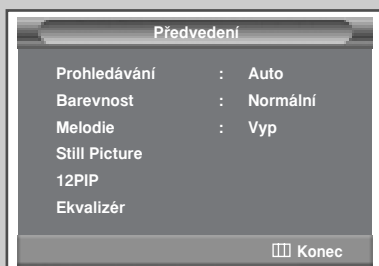 Předvedení
Prohledávání : Auto
Barevnost : Normální
Melodie : Vyp
Still Picture
12PIP
Ekvalizér
Konec